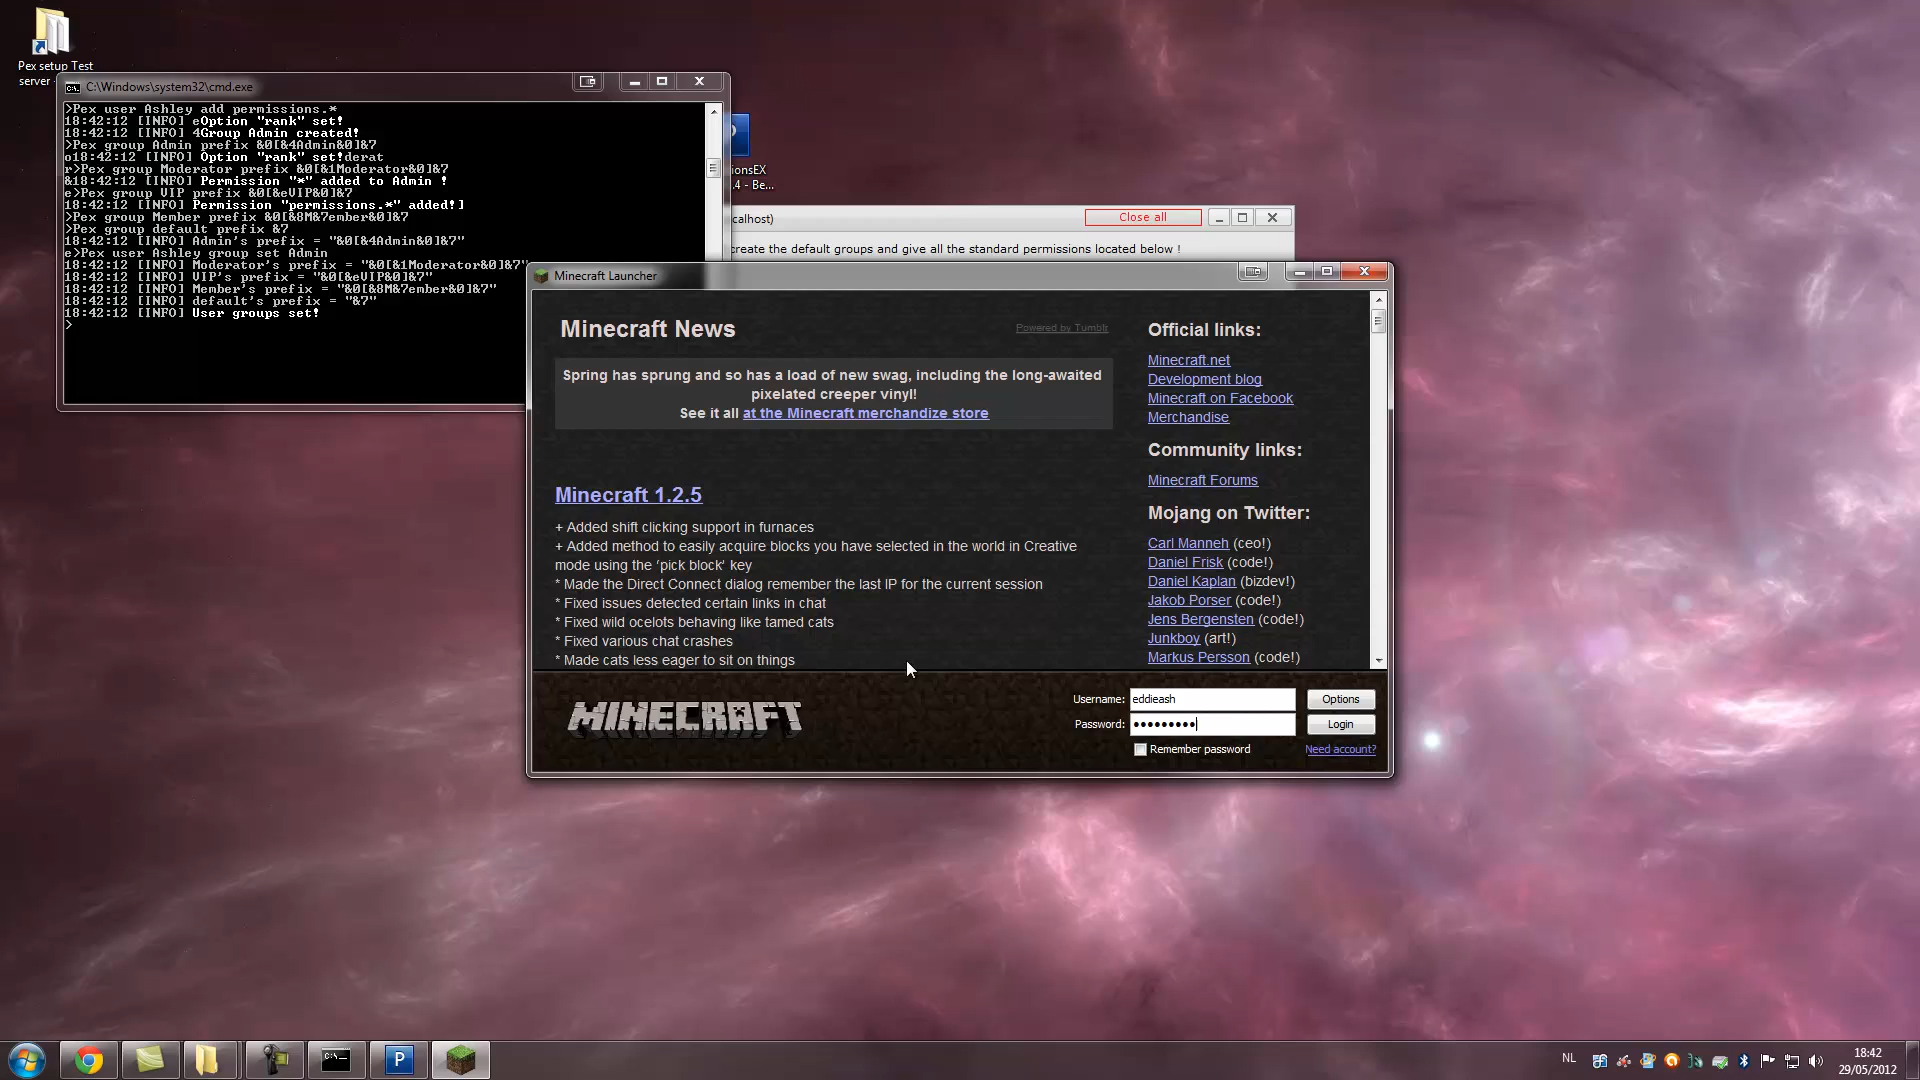 Pex setup Test
server
C:\Windows\system32\cmd.exe
>Pex user Ashley add permissions.*
18:42:12 [INFO] eOption "rank" set!
18:42:12 [INFO] 4Group Admin created!
>Pex group Admin prefix &0[&4Admin&0]&7
o18:42:12 [INFO] Option "rank" set!derat
r>Pex group Moderator prefix &0[&1Moderator&0]&7
&18:42:12 [INFO] Permission "*" added to Admin !
e>Pex group VIP prefix &0[&eVIP&0]&7
18:42:12 [INFO] Permission "permissions.*" added!]
>Pex group Member prefix &0[&8M&7ember&0]&7
>Pex group default prefix &7
18:42:12 [INFO] Admin's prefix = "&0[&4Admin&0]&7"
e>Pex user Ashley group set Admin
18:42:12 [INFO] Moderator's prefix = "&0[&1Moderator&0]&7"
18:42:12 [INFO] VIP's prefix = "&0[&eVIP&0]&7"
18:42:12 [INFO] Member's prefix = "&0[&8M&7ember&0]&7"
18:42:12 [INFO] default's prefix = "&7"
18:42:12 [INFO] User groups set!
>
ionsEX
.4 - Be...
calhost)
Close all
create the default groups and give all the standard permissions located below !
Minecraft Launcher
Minecraft News
Powered by Tumblr
Spring has sprung and so has a load of new swag, including the long-awaited
pixelated creeper vinyl!
See it all at the Minecraft merchandize store
Minecraft 1.2.5
+ Added shift clicking support in furnaces
+ Added method to easily acquire blocks you have selected in the world in Creative
mode using the 'pick block' key
* Made the Direct Connect dialog remember the last IP for the current session
* Fixed issues detected certain links in chat
* Fixed wild ocelots behaving like tamed cats
* Fixed various chat crashes
* Made cats less eager to sit on things
Official links:
Minecraft.net
Development blog
Minecraft on Facebook
Merchandise
Community links:
Minecraft Forums
Mojang on Twitter:
Carl Manneh (ceo!)
Daniel Frisk (code!)
Daniel Kaplan (bizdev!)
Jakob Porser (code!)
Jens Bergensten (code!)
Junkboy (art!)
Markus Persson (code!)
MINECRAFT
Username: eddieash
Options
Password: •••••••••
Login
Remember password
Need account?
NL
18:42
29/05/2012